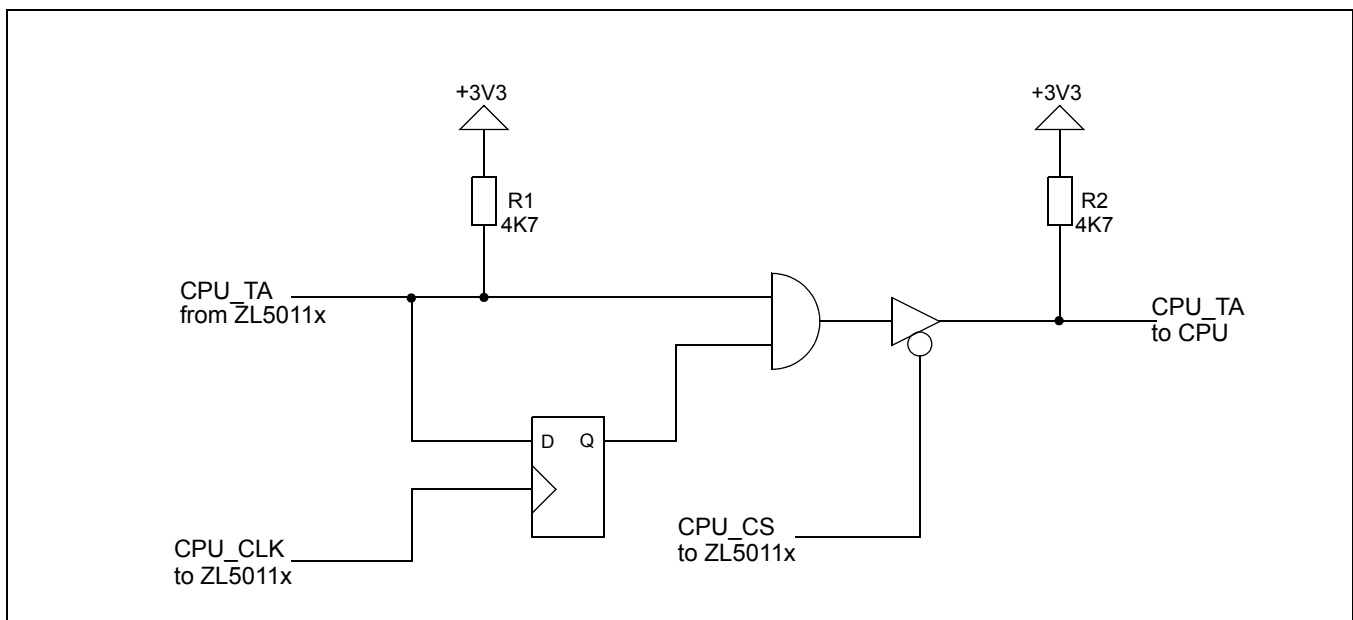 +3V3
+3V3
R1
4K7
R2
4K7
CPU_TA
from ZL5011x
CPU_TA
to CPU
D Q
CPU_CS
to ZL5011x
CPU_CLK
to ZL5011x